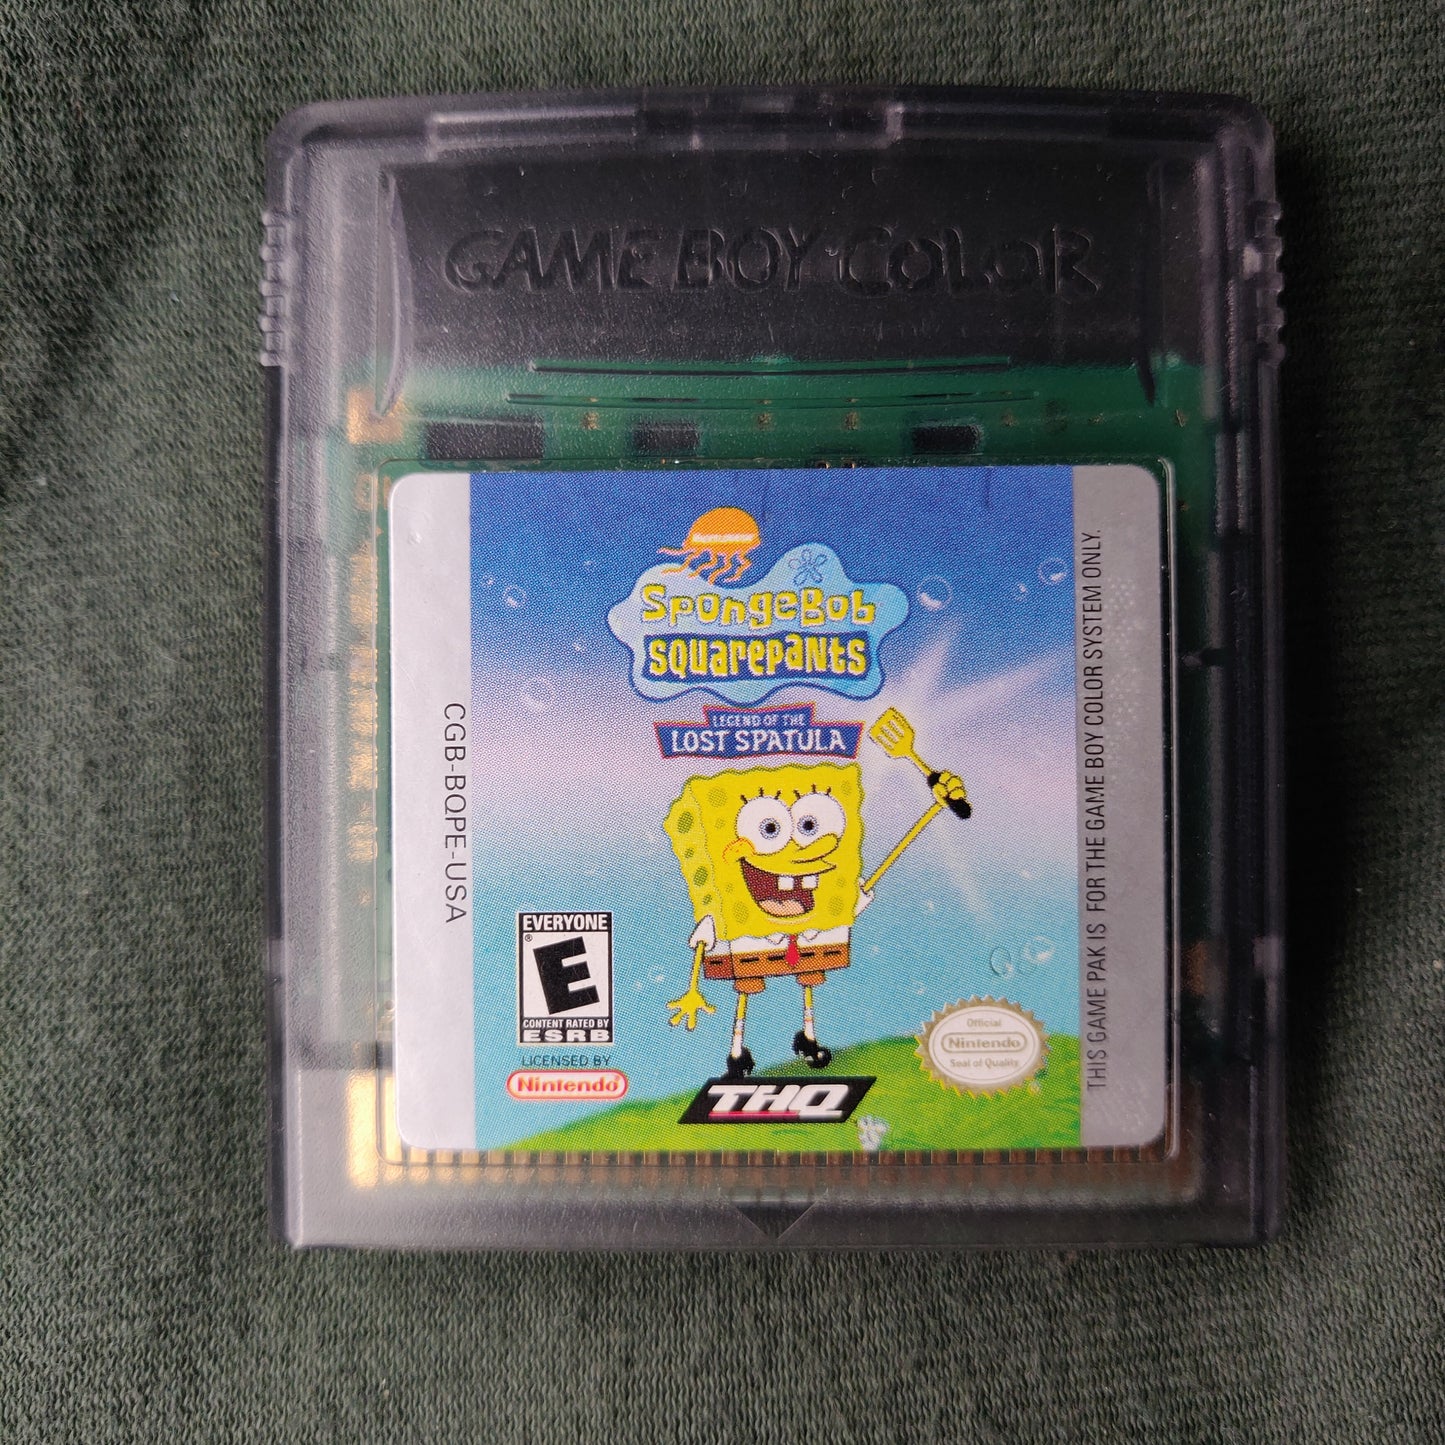 GAME BOY COLOR
NICKELODEON
SpongeBob
SQUAREPANTS
LEGEND OF THE
LOST SPATULA
CGB-BQPE-USA
THIS GAME PAK IS FOR THE GAME BOY COLOR SYSTEM ONLY.
EVERYONE
E
®
CONTENT RATED BY
ESRB
LICENSED BY
Nintendo®
THQ
Official
Nintendo
Seal of Quality